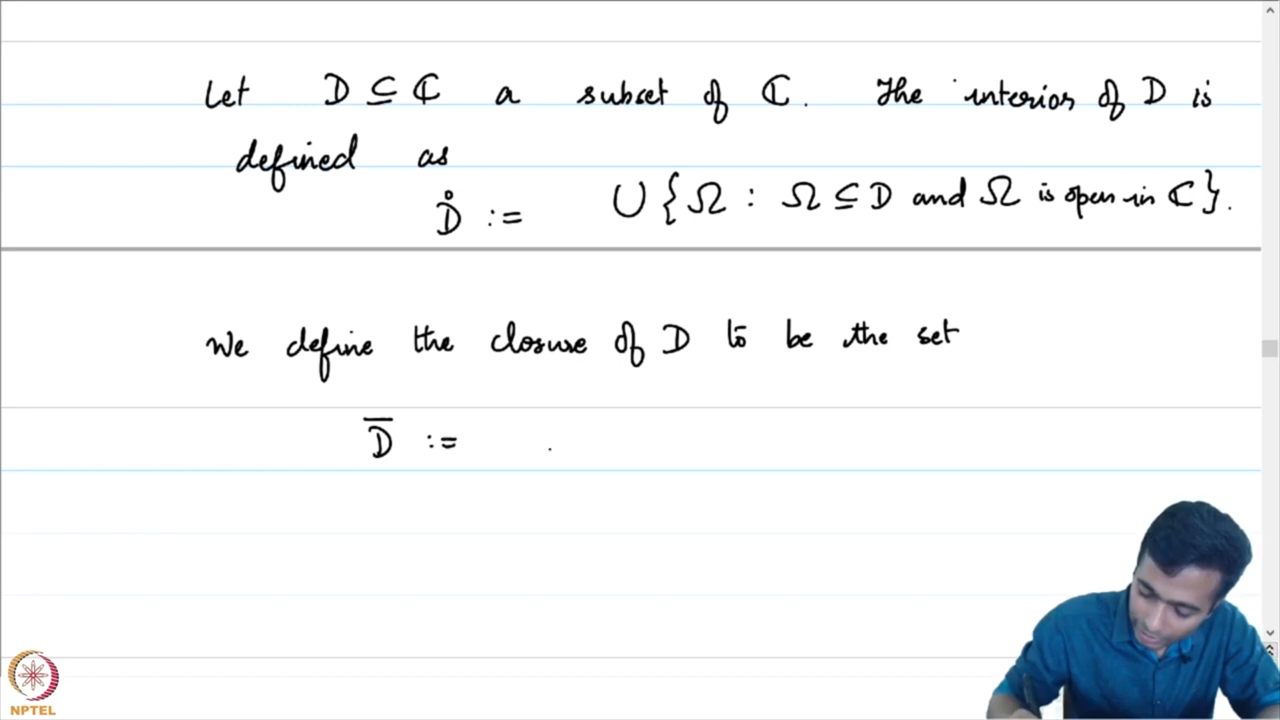 Let D ⊆ ℂ a subset of ℂ. The interior of D is
defined as
D̊ := ∪{Ω : Ω ⊆ D and Ω is open in ℂ}.
We define the closure of D to be the set
D̅ :=
NPTEL